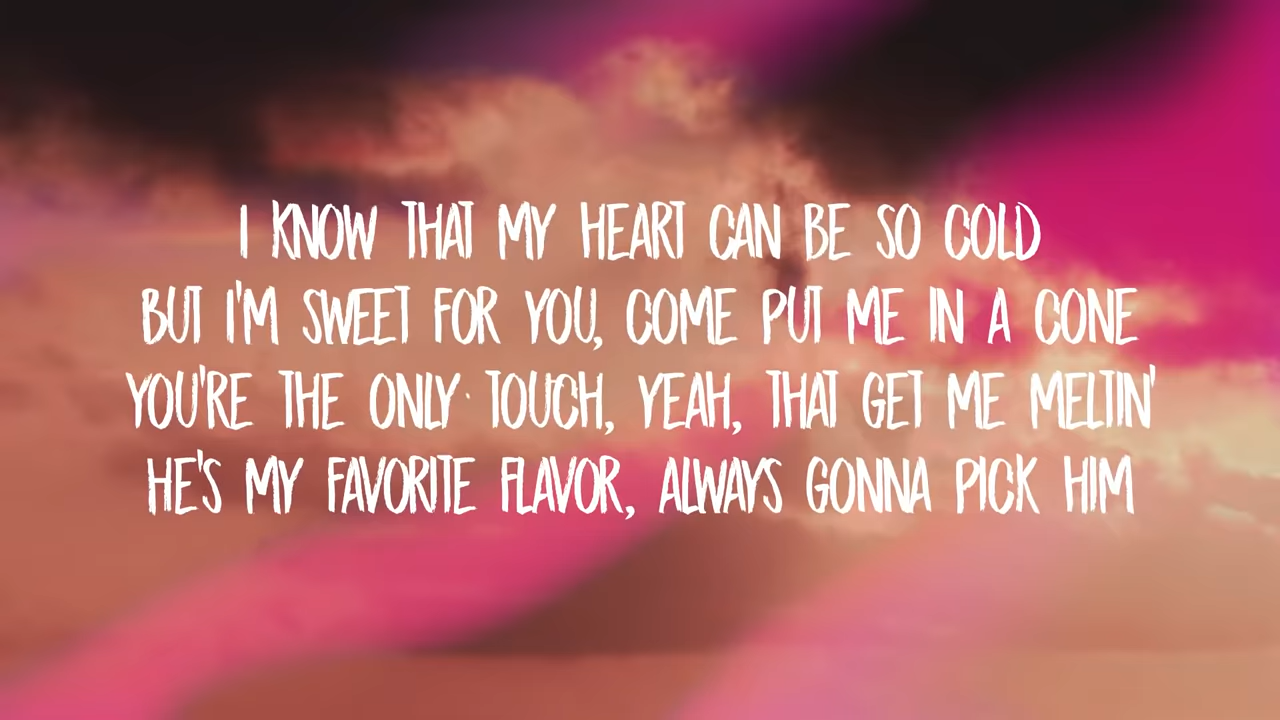 I KNOW THAT MY HEART CAN BE SO COLD
BUT I'M SWEET FOR YOU, COME PUT ME IN A CONE
YOU'RE THE ONLY TOUCH, YEAH, THAT GET ME MELTIN'
HE'S MY FAVORITE FLAVOR, ALWAYS GONNA PICK HIM